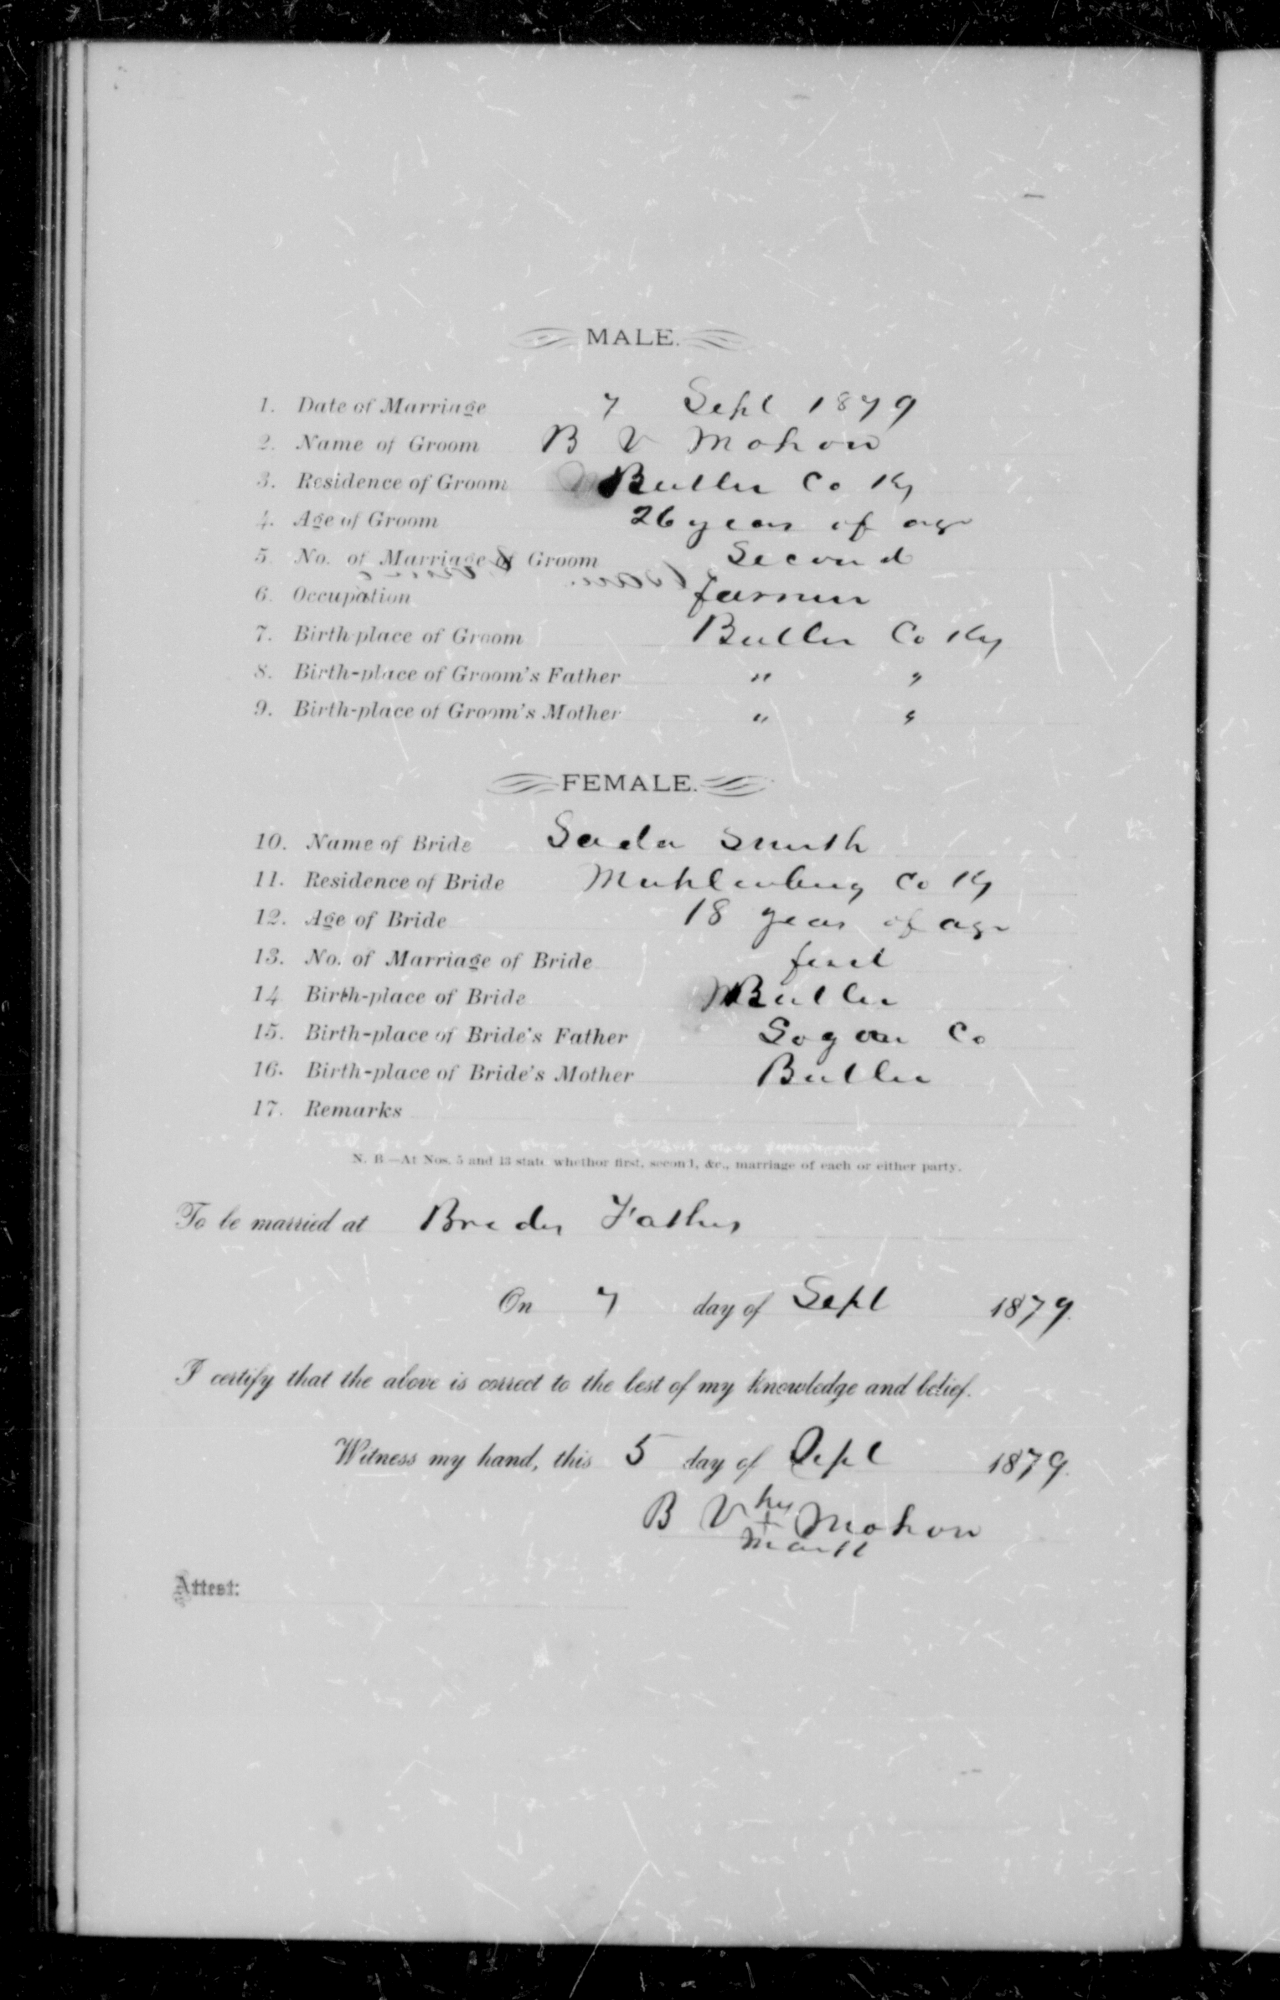 MALE.
1. Date of Marriage 7 Sept 1879
2. Name of Groom B V Mohon
3. Residence of Groom Butler Co Ky
4. Age of Groom 26 years of age
5. No. of Marriage of Groom Second
6. Occupation farmer
7. Birth-place of Groom Butler Co Ky
8. Birth-place of Groom's Father " "
9. Birth-place of Groom's Mother " "
FEMALE.
10. Name of Bride Sada Smith
11. Residence of Bride Muhlenburg Co Ky
12. Age of Bride 18 years of age
13. No. of Marriage of Bride first
14 Birth-place of Bride Butler
15. Birth-place of Bride's Father Logan Co
16. Birth-place of Bride's Mother Butler
17. Remarks
N. B.—At Nos. 5 and 13 state whether first, second, &c., marriage of each or either party.
To be married at Brides Fathers
On 7 day of Sept 1879.
I certify that the above is correct to the best of my knowledge and belief.
Witness my hand, this 5 day of Sept 1879.
his
B V + Mohon
mark
Attest: